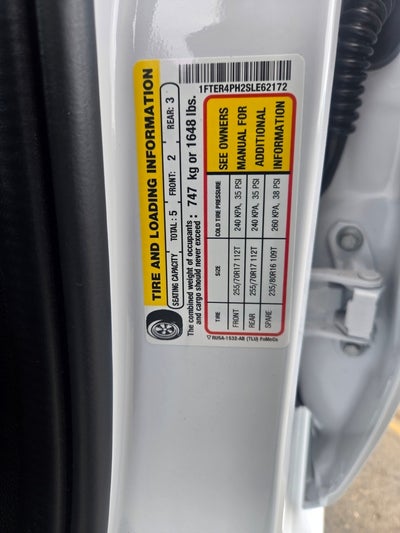 1FTER4PH2SLE62172
TIRE AND LOADING INFORMATION
SEATING CAPACITY TOTAL: 5 FRONT: 2 REAR: 3
The combined weight of occupants
and cargo should never exceed : 747 kg or 1648 lbs.
TIRE SIZE COLD TIRE PRESSURE
FRONT 255/70R17 112T 240 KPA, 35 PSI
REAR 255/70R17 112T 240 KPA, 35 PSI
SPARE 235/80R16 109T 260 KPA, 38 PSI
SEE OWNERS
MANUAL FOR
ADDITIONAL
INFORMATION
(TLU) FoMoCo